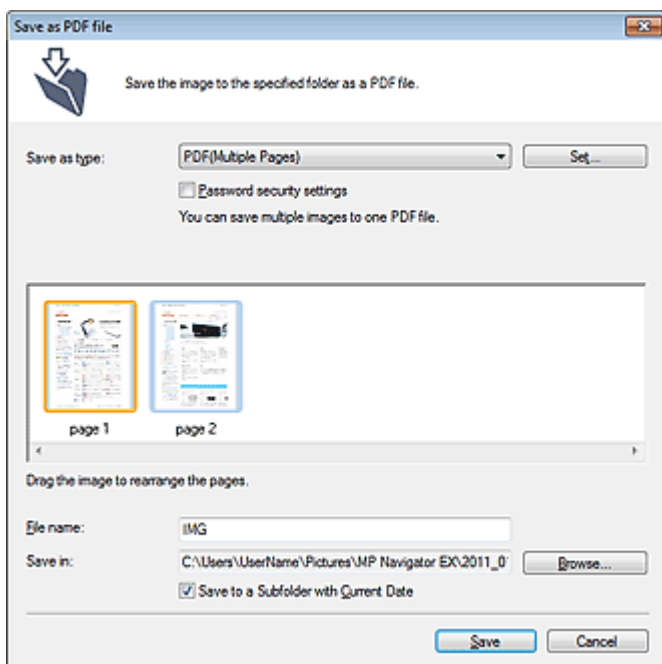 Save as PDF file
Save the image to the specified folder as a PDF file.
Save as type: PDF(Multiple Pages) Set...
Password security settings
You can save multiple images to one PDF file.
page 1 page 2
Drag the image to rearrange the pages.
File name: IMG
Save in: C:\Users\UserName\Pictures\MP Navigator EX\2011_0 Browse...
Save to a Subfolder with Current Date
Save Cancel